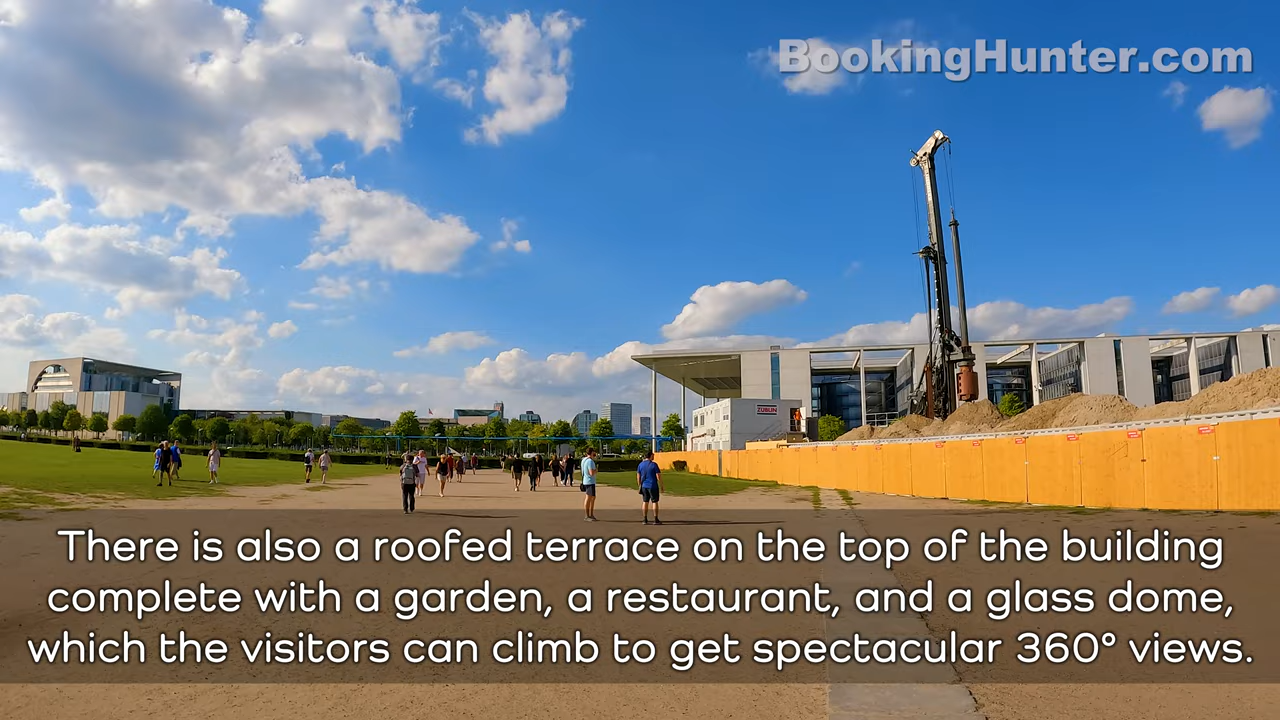 BookingHunter.com
ZÜBLIN
There is also a roofed terrace on the top of the building
complete with a garden, a restaurant, and a glass dome,
which the visitors can climb to get spectacular 360° views.